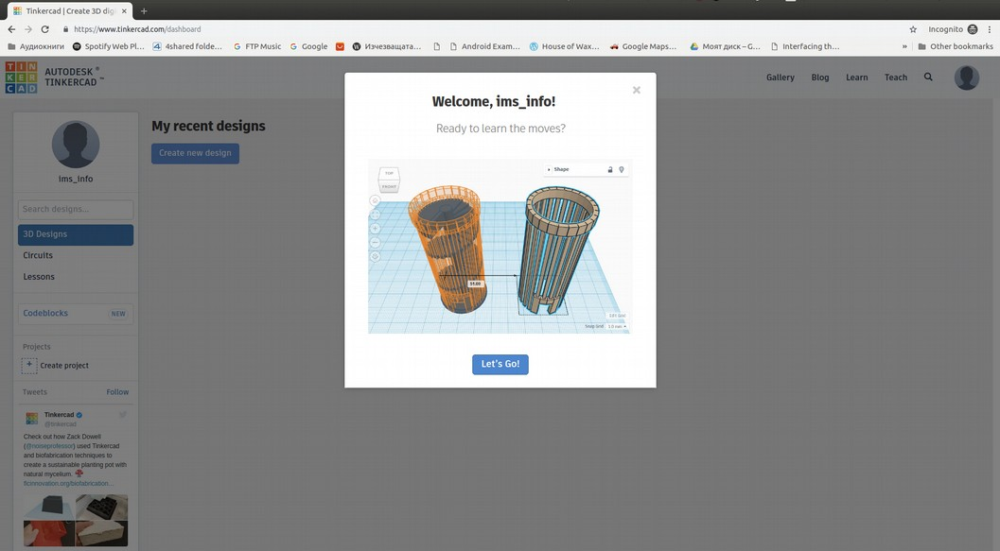 Tinkercad | Create 3D dig
https://www.tinkercad.com/dashboard
Incognito
Аудиокниги
Spotify Web Pl...
4shared folde...
FTP Music
Google
Изчезващата...
Android Exam...
House of Wax...
Google Maps...
Моят диск – G...
Interfacing th...
»
Other bookmarks
TIN
KER
CAD
AUTODESK®
TINKERCAD™
Gallery
Blog
Learn
Teach
ims_info
Search designs...
3D Designs
Circuits
Lessons
Codeblocks
NEW
Projects
Create project
Tweets
Follow
Tinkercad
@tinkercad
Check out how Zack Dowell
(@noiseprofessor) used Tinkercad
and biofabrication techniques to
create a sustainable planting pot with
natural mycelium.
My recent designs
Create new design
Welcome, ims_info!
Ready to learn the moves?
TOP
FRONT
Shape
51.00
Edit Grid
Snap Grid
1.0 mm
Let's Go!